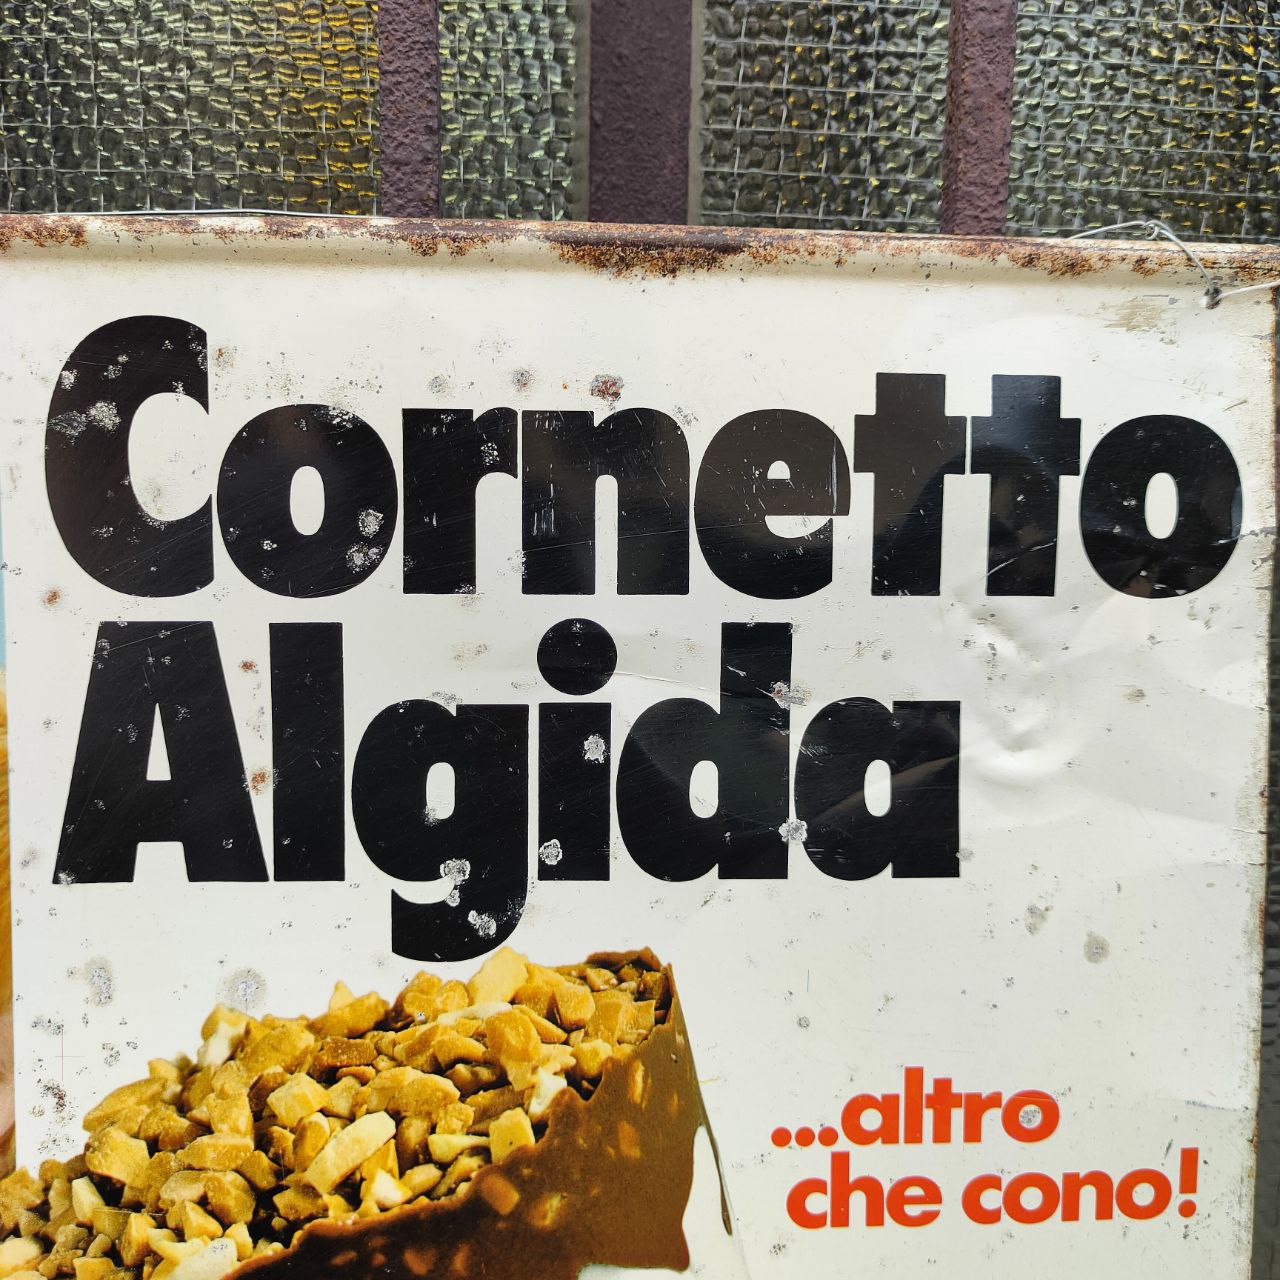 Cornetto
Algida
...altro
che cono!